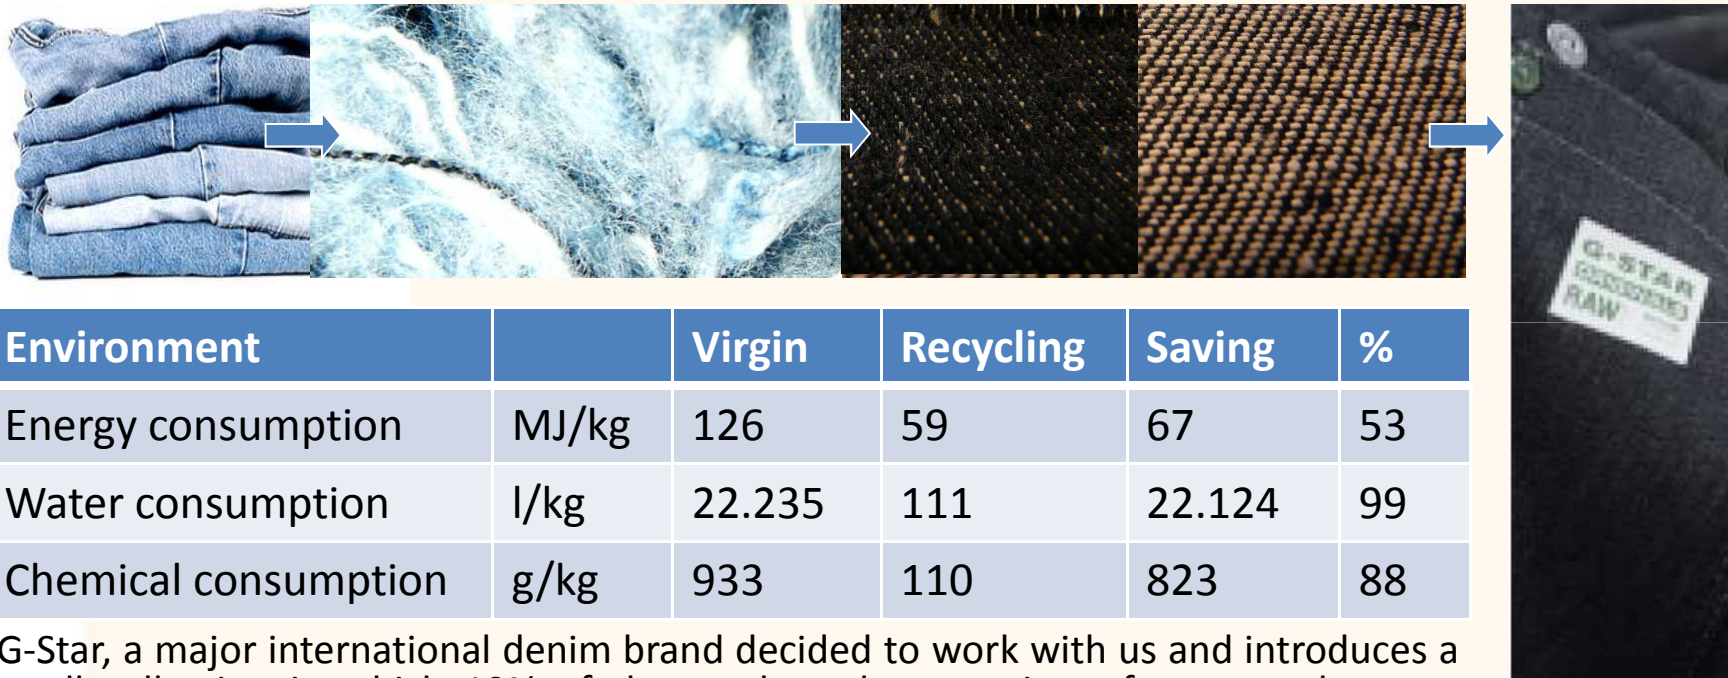 Environment Virgin Recycling Saving %
Energy consumption MJ/kg 126 59 67 53
Water consumption l/kg 22.235 111 22.124 99
Chemical consumption g/kg 933 110 823 88
G-Star, a major international denim brand decided to work with us and introduces a
G-STAR
RAW